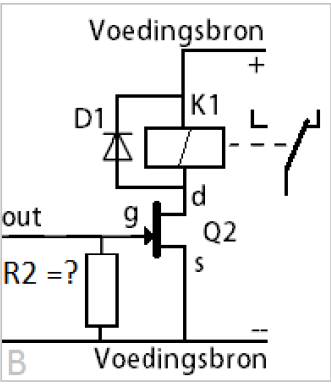 Voedingsbron
+
K1
D1
d
out
g
Q2
s
R2 =?
--
B
Voedingsbron